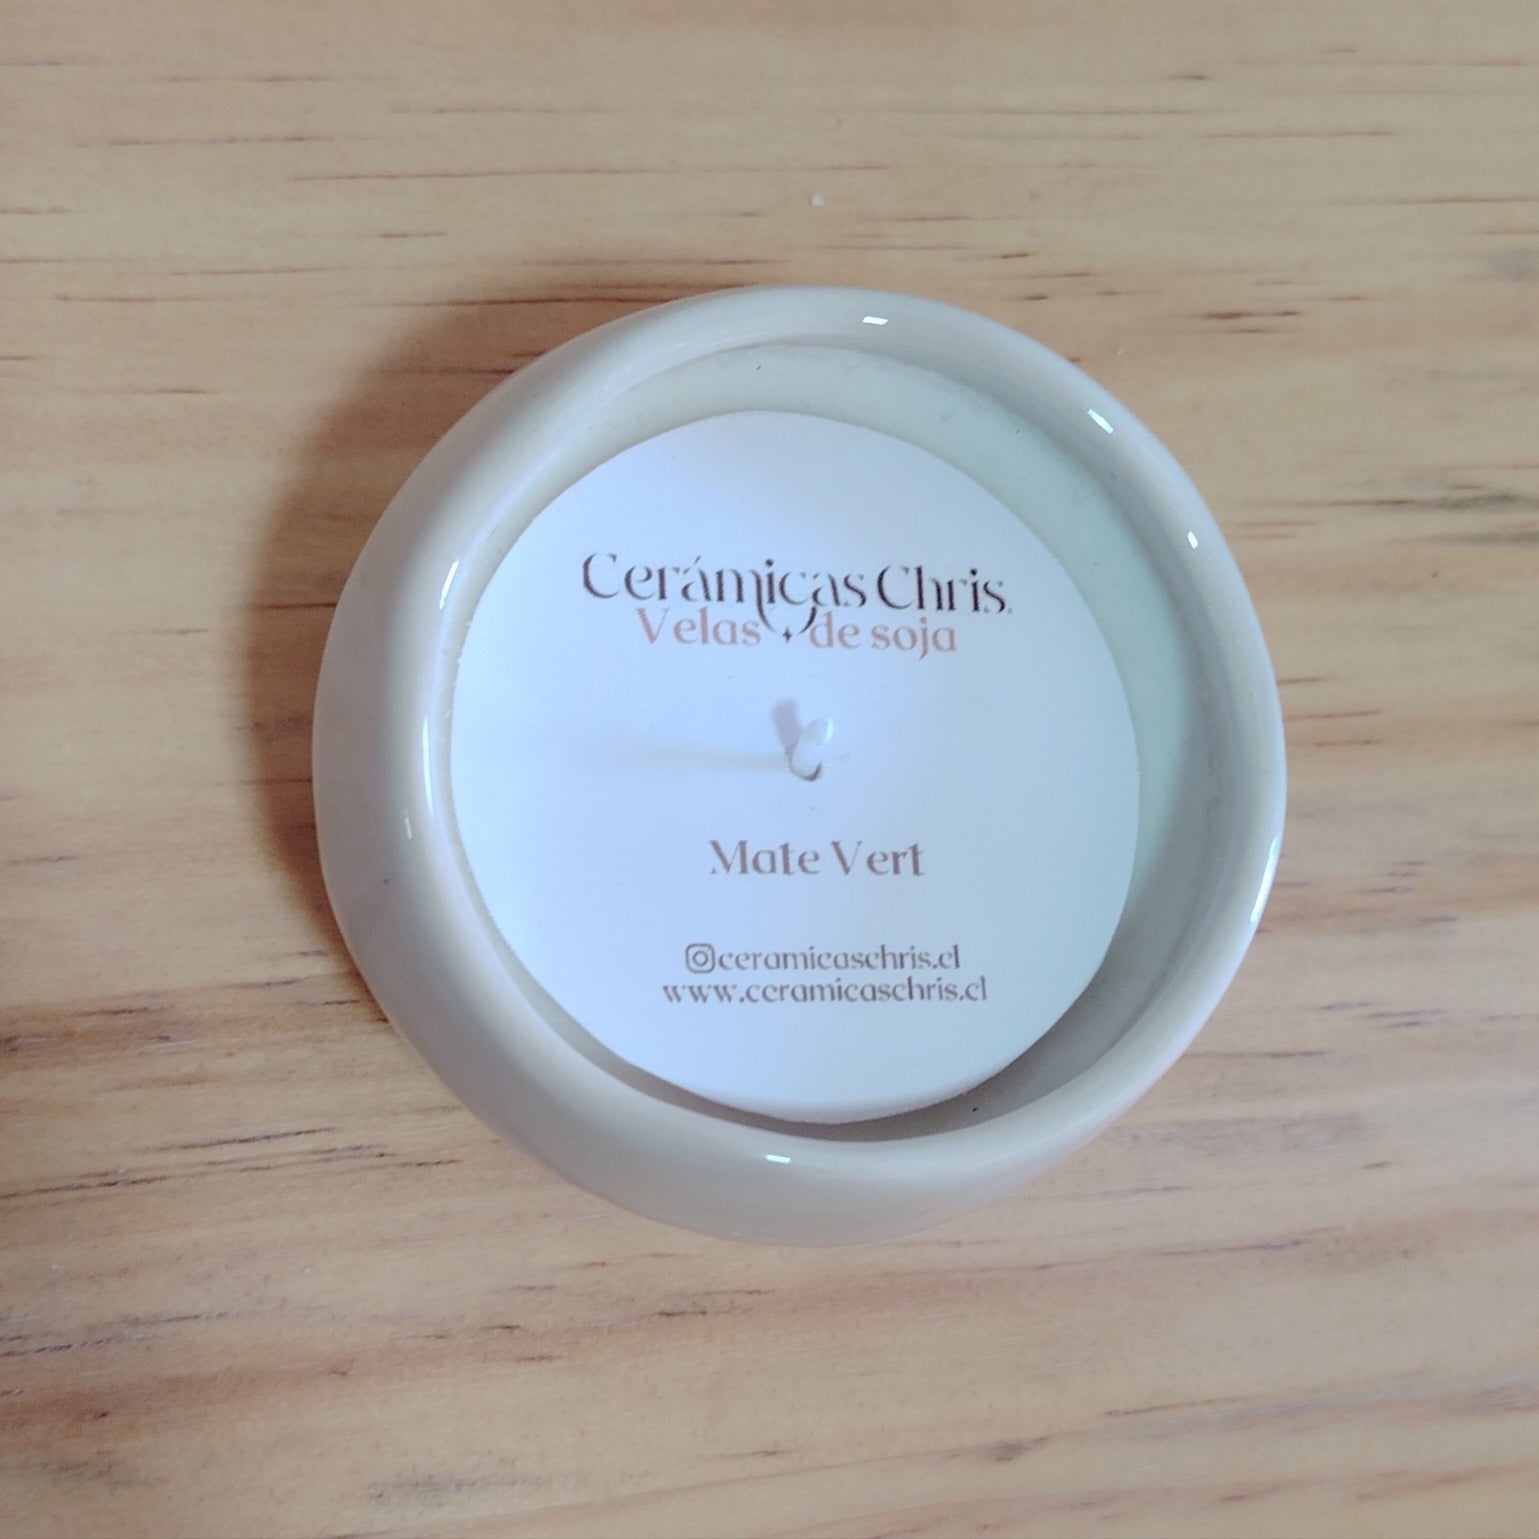 Cerámicas Chris.
Velas de soja
Mate Vert
ceramicaschris.cl
www.ceramicaschris.cl